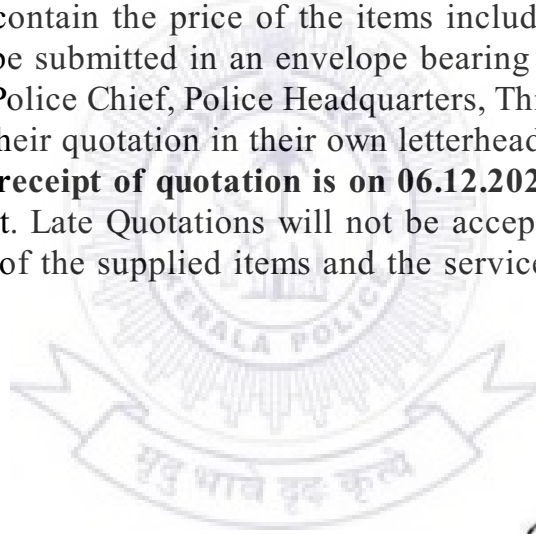 contain the price of the items includ
be submitted in an envelope bearing
Police Chief, Police Headquarters, Thi
heir quotation in their own letterhead
receipt of quotation is on 06.12.202
t. Late Quotations will not be accep
of the supplied items and the service
KERALA POLICE
मृदु भावे दृढ कृत्ये